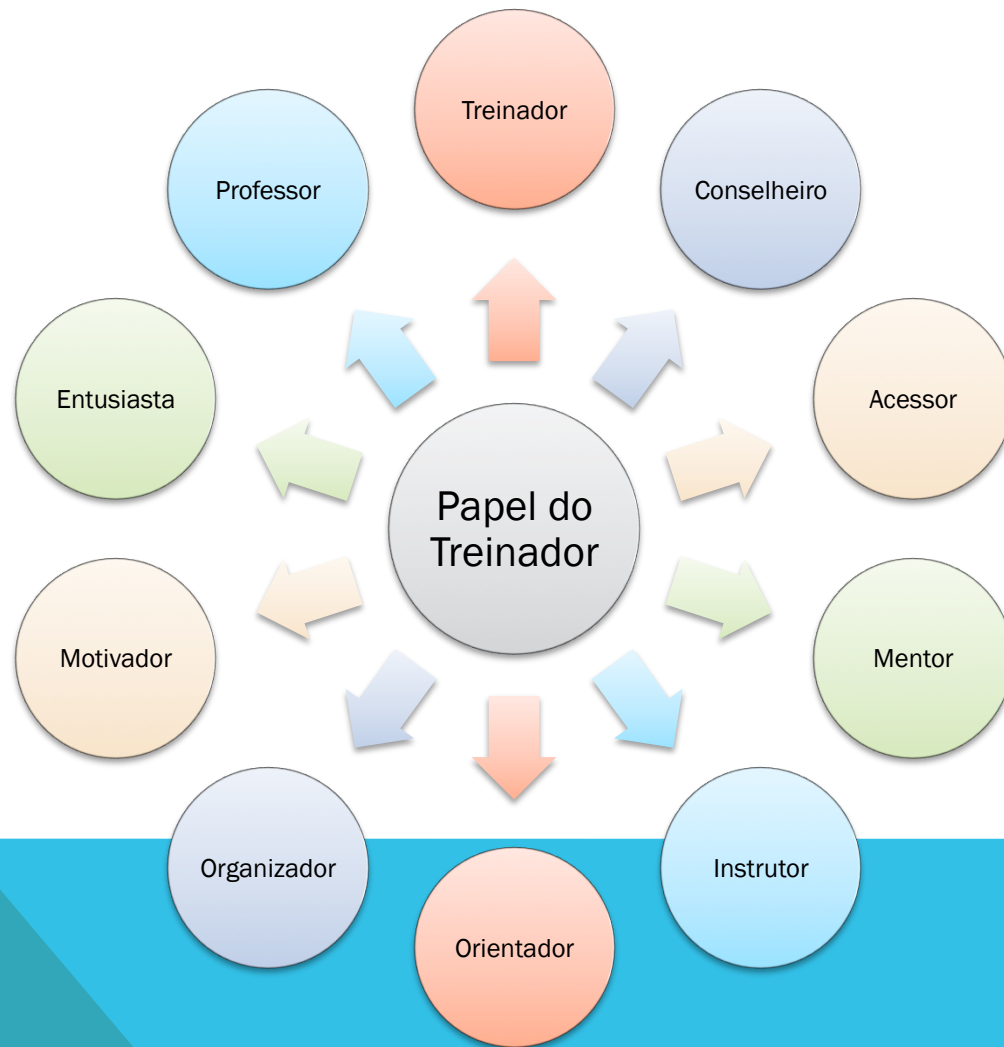 Treinador
Professor
Conselheiro
Entusiasta
Acessor
Papel do
Treinador
Motivador
Mentor
Organizador
Instrutor
Orientador